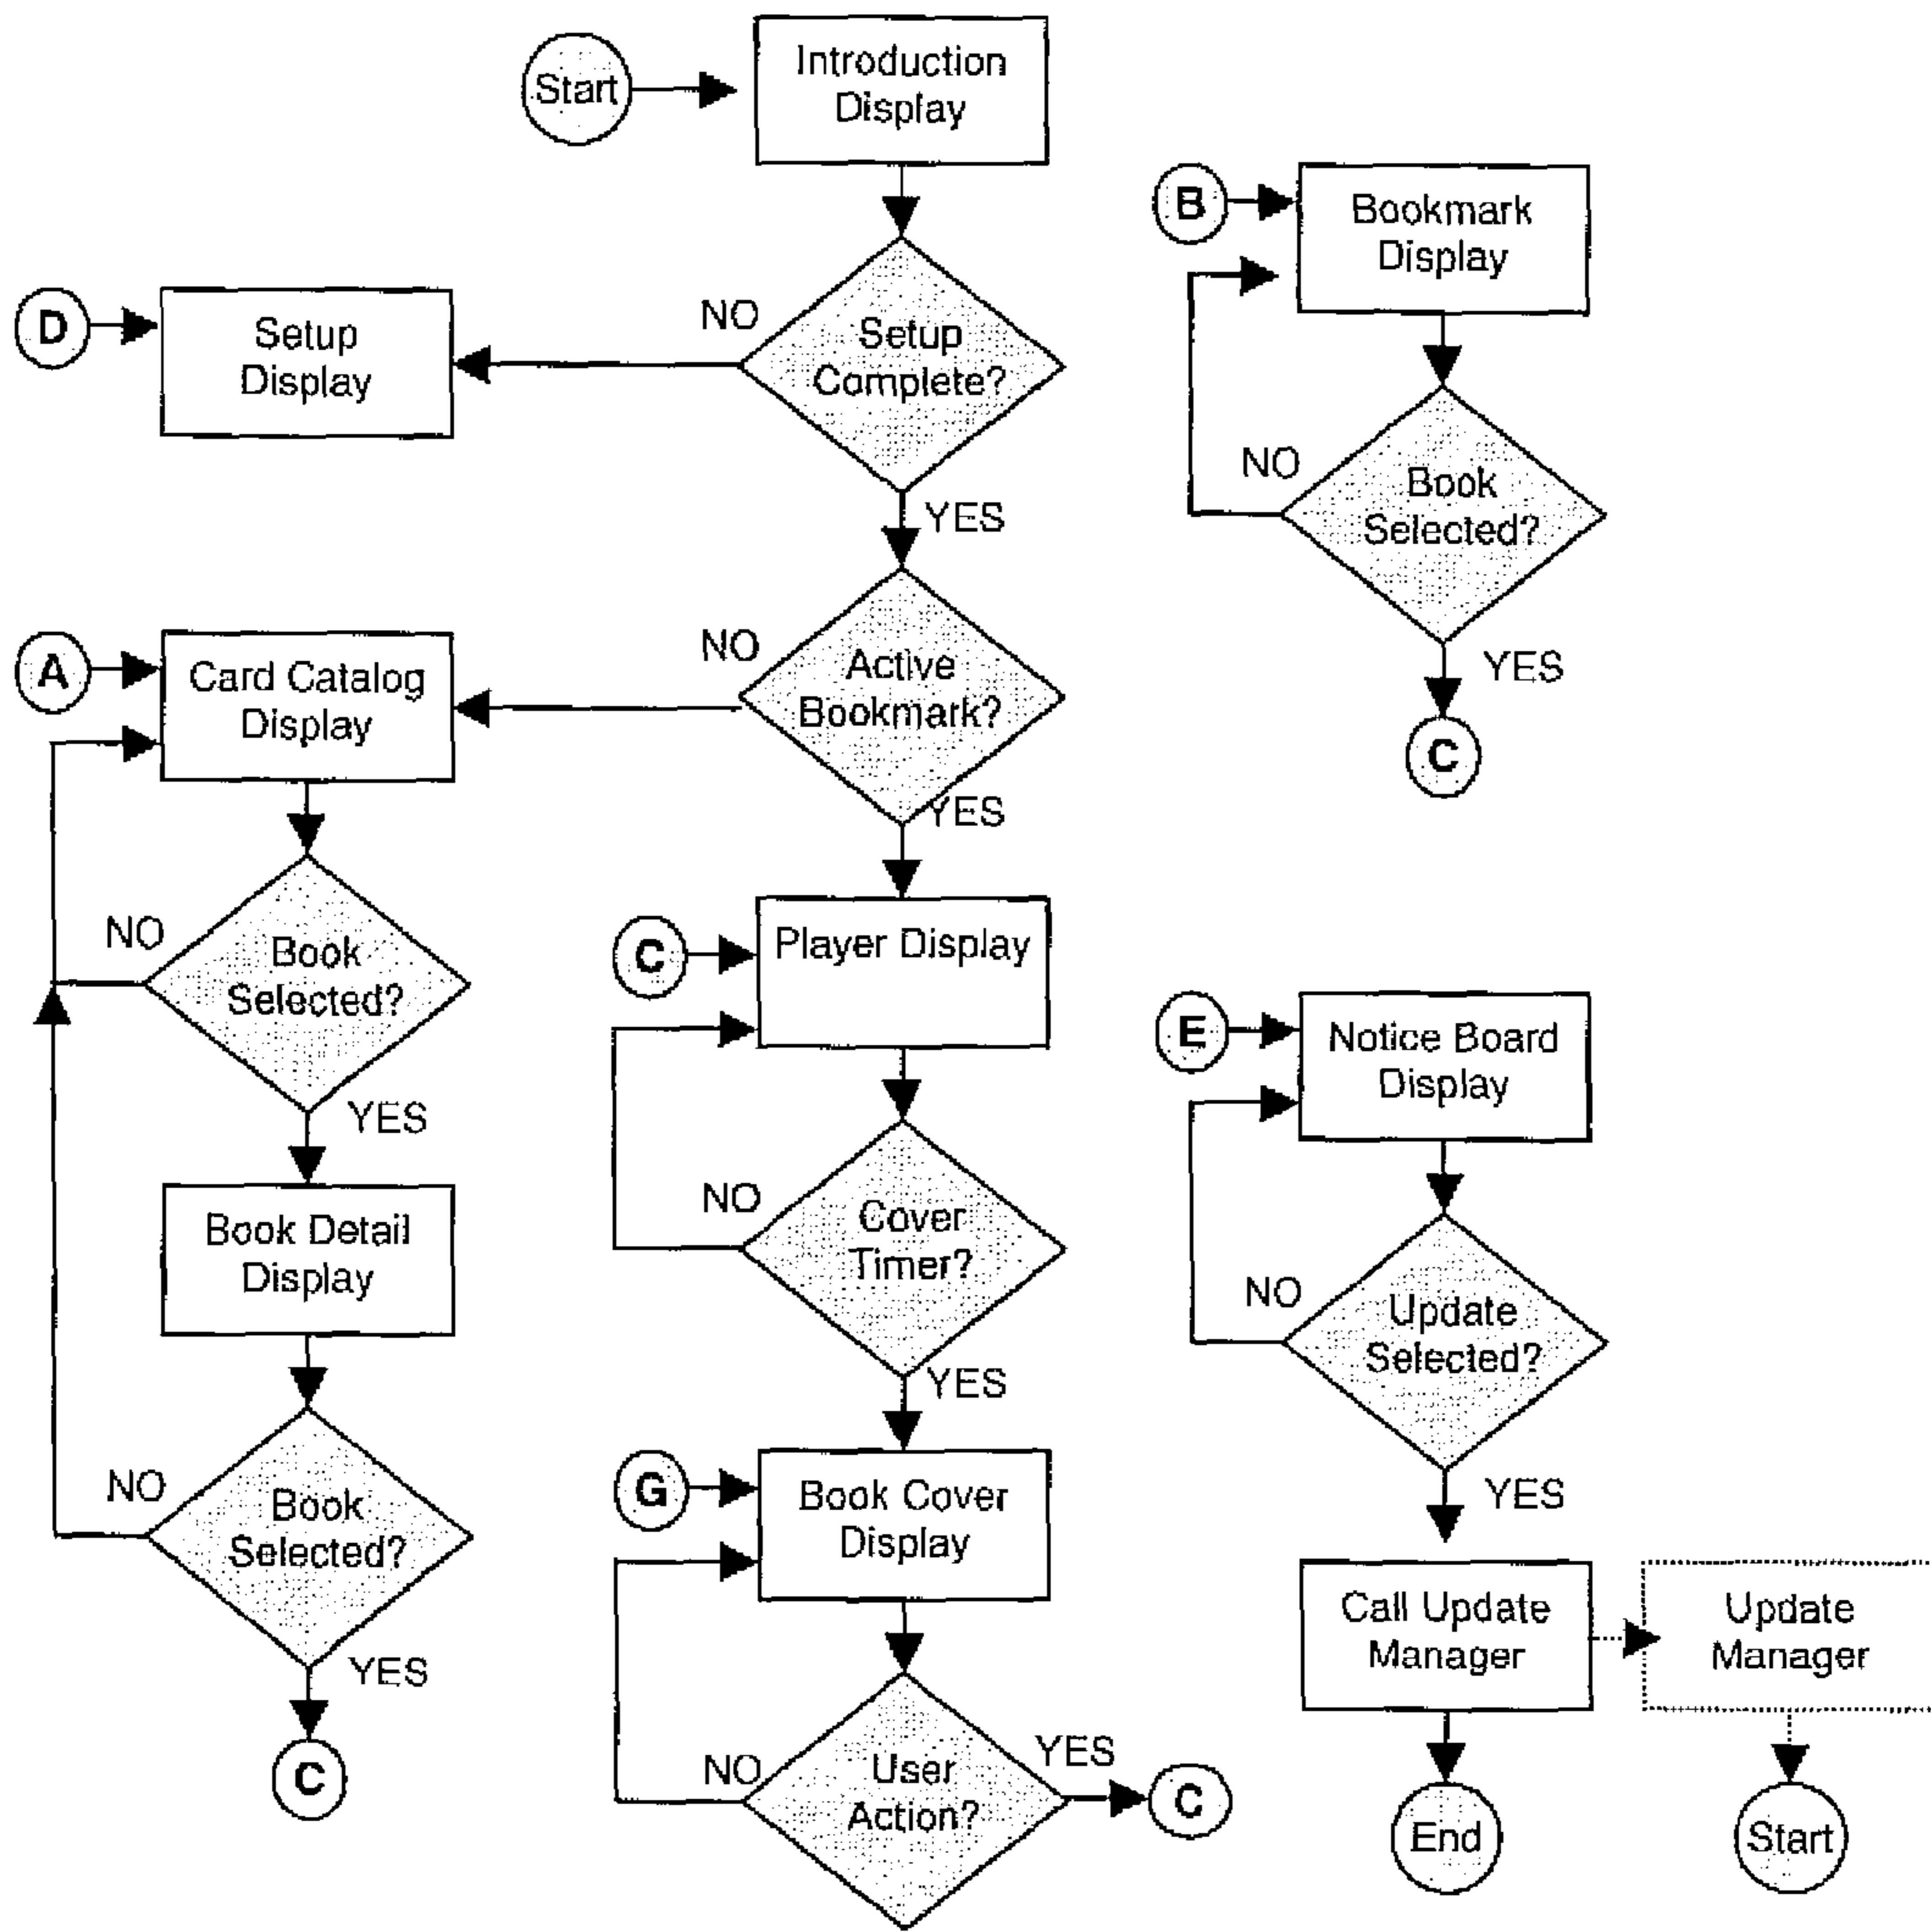 Start
Introduction
Display
B
Bookmark
Display
D
Setup
Display
NO
Setup
Complete?
YES
NO
Book
Selected?
YES
C
A
Card Catalog
Display
NO
Active
Bookmark?
YES
NO
Book
Selected?
YES
C
Player Display
E
Notice Board
Display
Book Detail
Display
NO
Cover
Timer?
YES
NO
Update
Selected?
YES
NO
Book
Selected?
YES
C
G
Book Cover
Display
NO
User
Action?
YES
C
Call Update
Manager
Update
Manager
End
Start